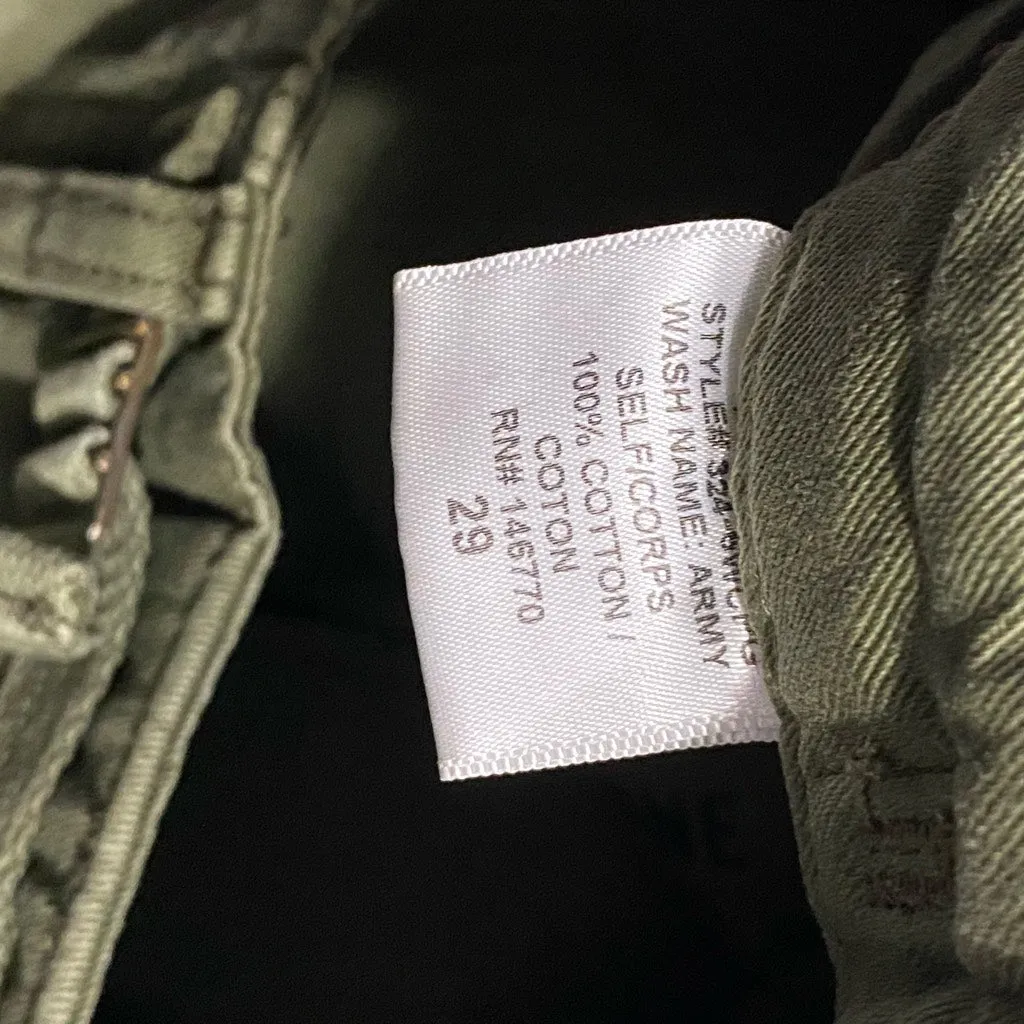 STYLE#
WASH NAME: ARMY
SELF/CORPS
100% COTTON /
COTON
RN# 146770
29